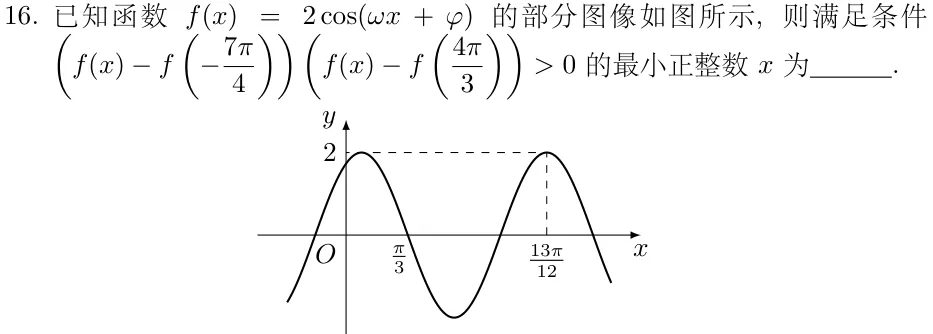 16. 已知函数 f(x) = 2 cos(ωx + φ) 的部分图像如图所示, 则满足条件
(f(x) − f(−7π/4))(f(x) − f(4π/3)) > 0 的最小正整数 x 为______.
y
2
O π/3 13π/12 x